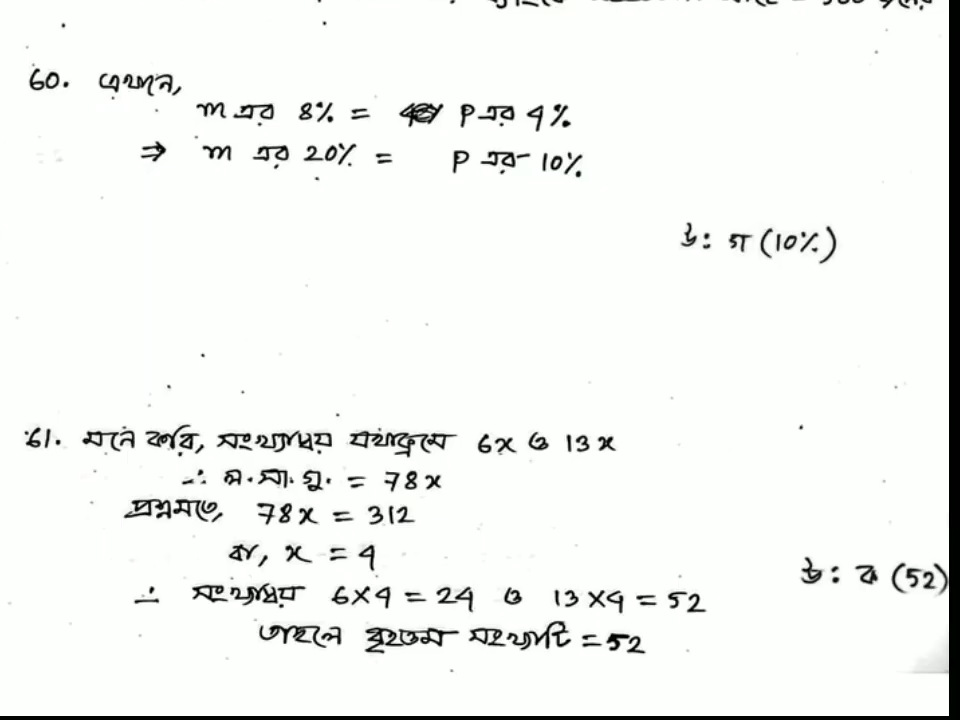 60. এখানে,
m এর 8% = P এর 4%
⇒ m এর 20% = P এর 10%
উ: গ (10%)
61. মনে করি, সংখ্যাদ্বয় যথাক্রমে 6x ও 13x
∴ ল.সা.গু. = 78x
প্রশ্নমতে, 78x = 312
বা, x = 4
∴ সংখ্যাদ্বয় 6×4 = 24 ও 13×4 = 52
উ: ক (52)
তাহলে বৃহত্তম সংখ্যাটি = 52